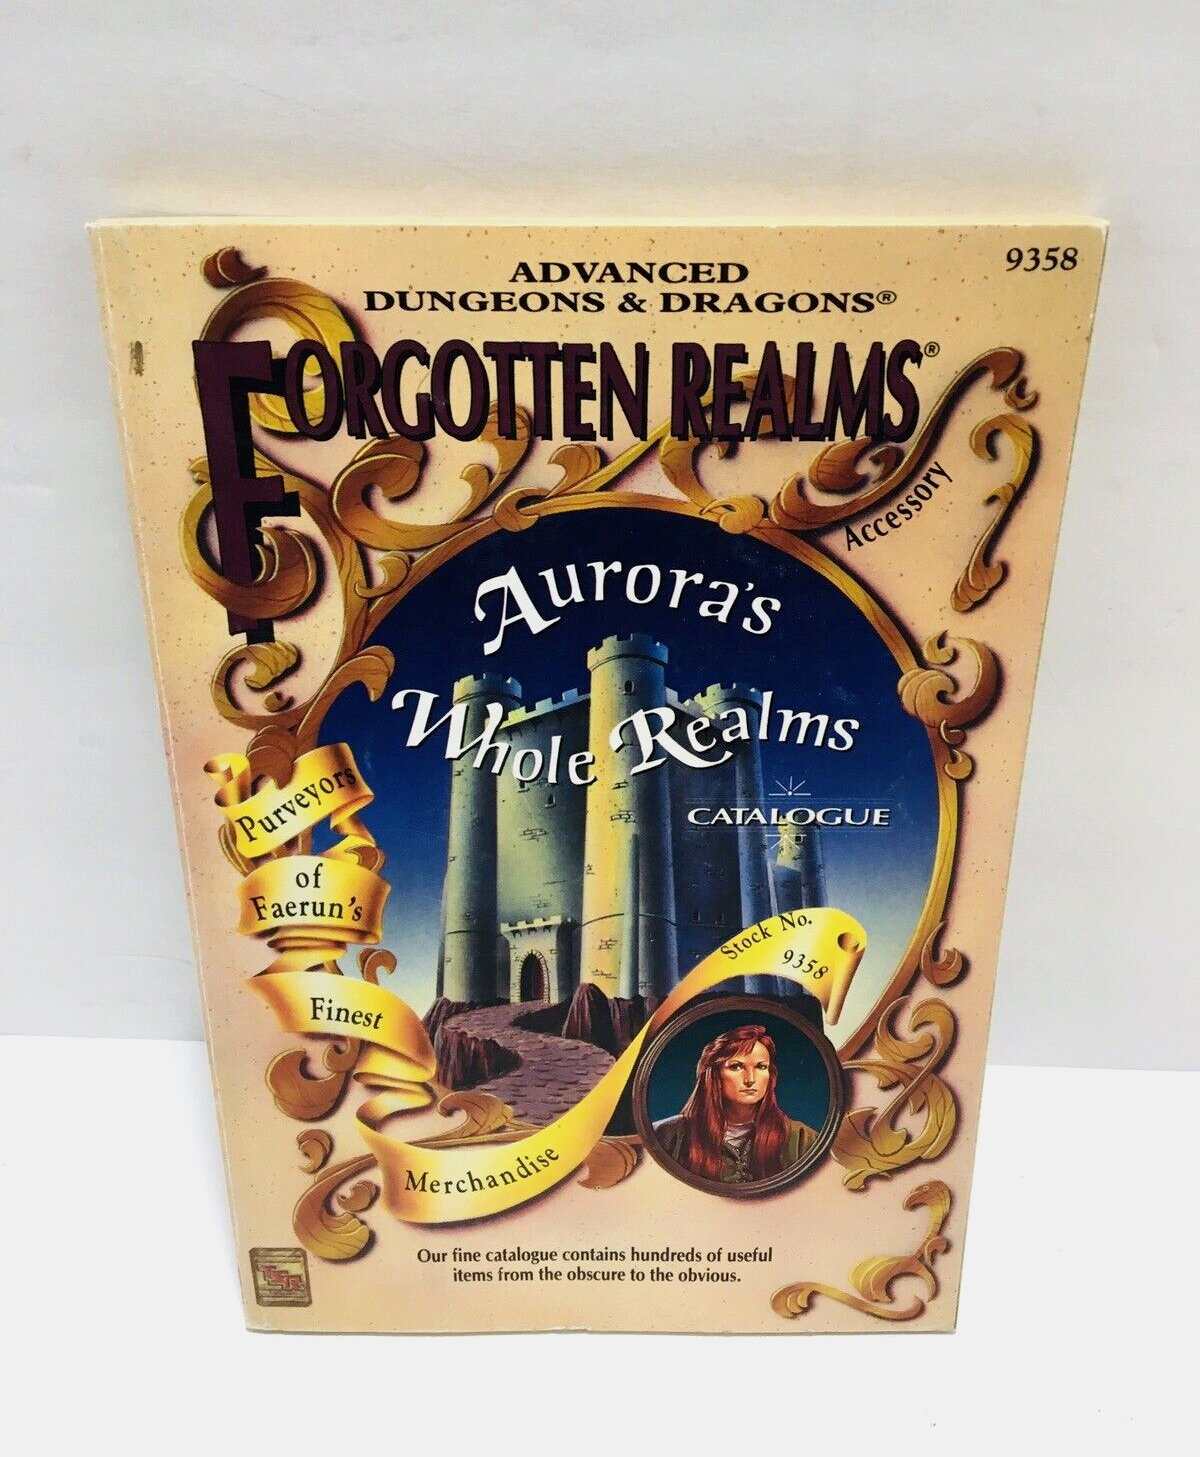 9358
ADVANCED
DUNGEONS & DRAGONS®
FORGOTTEN REALMS®
Accessory
Aurora's
Whole Realms
CATALOGUE
Purveyors
of
Faerun's
Finest
Merchandise
Stock No.
9358
Our fine catalogue contains hundreds of useful
items from the obscure to the obvious.
TSR